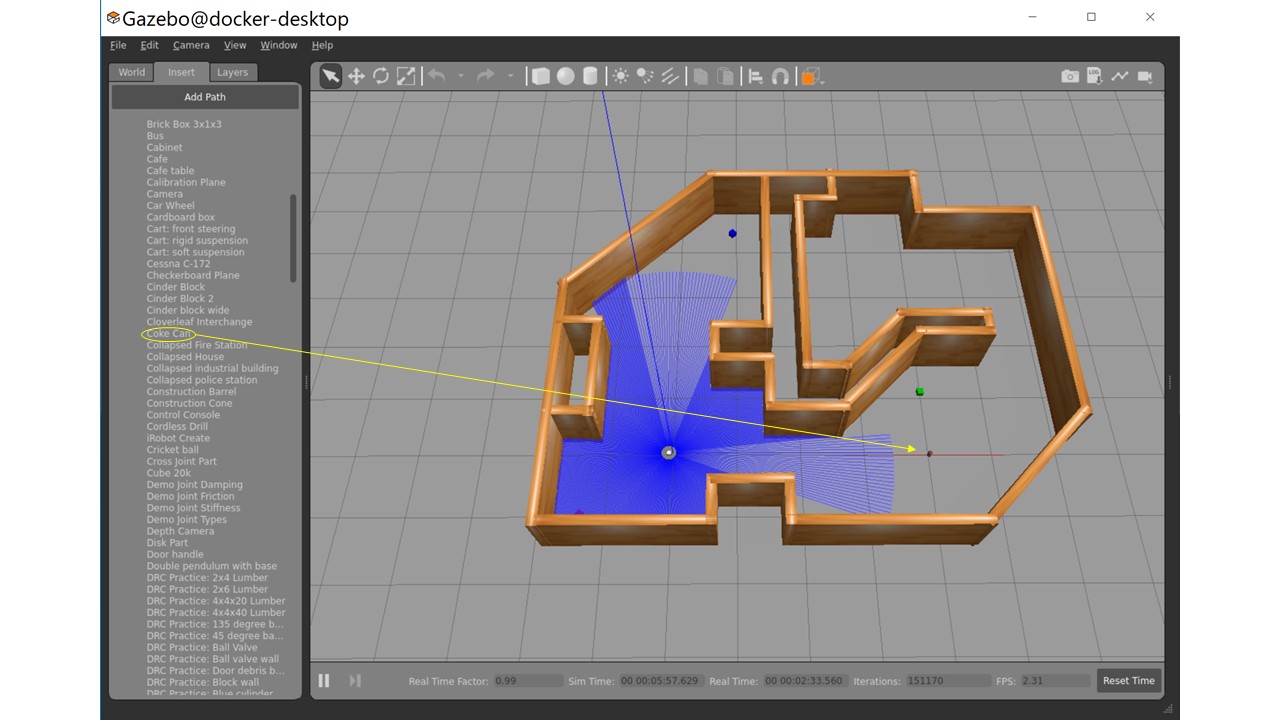 Gazebo@docker-desktop
File Edit Camera View Window Help
World Insert Layers
Add Path
Brick Box 3x1x3
Bus
Cabinet
Cafe
Cafe table
Calibration Plane
Camera
Car Wheel
Cardboard box
Cart: front steering
Cart: rigid suspension
Cart: soft suspension
Cessna C-172
Checkerboard Plane
Cinder Block
Cinder Block 2
Cinder block wide
Cloverleaf Interchange
Coke Can
Collapsed Fire Station
Collapsed House
Collapsed industrial building
Collapsed police station
Construction Barrel
Construction Cone
Control Console
Cordless Drill
iRobot Create
Cricket ball
Cross Joint Part
Cube 20k
Demo Joint Damping
Demo Joint Friction
Demo Joint Stiffness
Demo Joint Types
Depth Camera
Disk Part
Door handle
Double pendulum with base
DRC Practice: 2x4 Lumber
DRC Practice: 2x6 Lumber
DRC Practice: 4x4x20 Lumber
DRC Practice: 4x4x40 Lumber
DRC Practice: 135 degree b...
DRC Practice: 45 degree ba...
DRC Practice: Ball Valve
DRC Practice: Ball valve wall
DRC Practice: Door debris b...
DRC Practice: Block wall
DRC Practice: Blue cylinder
LOG
Real Time Factor: 0.99 Sim Time: 00 00:05:57.629 Real Time: 00 00:02:33.560 Iterations: 151170 FPS: 2.31 Reset Time